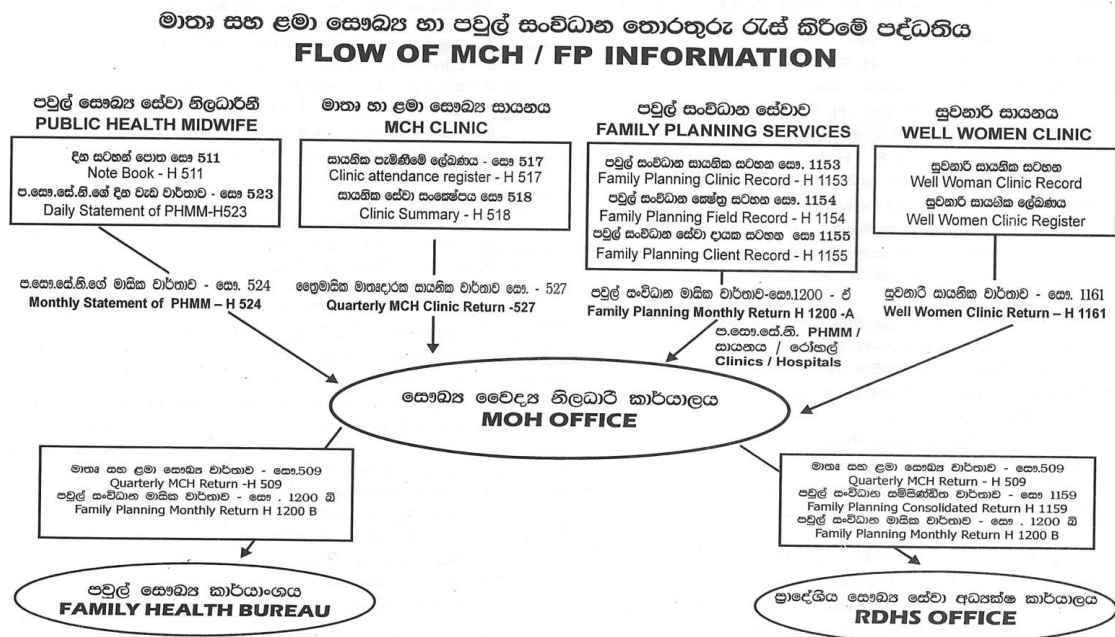 මාතෘ සහ ළමා සෞඛ්‍ය හා පවුල් සංවිධාන තොරතුරු රැස් කිරීමේ පද්ධතිය
FLOW OF MCH / FP INFORMATION
පවුල් සෞඛ්‍ය සේවා නිලධාරිනී
PUBLIC HEALTH MIDWIFE
දින සටහන් පොත සෞ 511
Note Book - H 511
ප.සෞ.සේ.නි.ගේ දින වැඩ වාර්තාව - සෞ 523
Daily Statement of PHMM-H523
ප.සෞ.සේ.නි.ගේ මාසික වාර්තාව - සෞ. 524
Monthly Statement of PHMM – H 524
මාතෘ හා ළමා සෞඛ්‍ය සායනය
MCH CLINIC
සායනික පැමිණීමේ ලේඛණය - සෞ 517
Clinic attendance register - H 517
සායනික සේවා සංක්ෂේපය සෞ 518
Clinic Summary - H 518
ත්‍රෛමාසික මාතෘදාරක සායනික වාර්තාව සෞ. - 527
Quarterly MCH Clinic Return -527
පවුල් සංවිධාන සේවාව
FAMILY PLANNING SERVICES
පවුල් සංවිධාන සායනික සටහන සෞ. 1153
Family Planning Clinic Record - H 1153
පවුල් සංවිධාන ක්ෂේත්‍ර සටහන සෞ. 1154
Family Planning Field Record - H 1154
පවුල් සංවිධාන සේවා දායක සටහන සෞ 1155
Family Planning Client Record - H 1155
පවුල් සංවිධාන මාසික වාර්තාව-සෞ.1200 - ඒ
Family Planning Monthly Return H 1200 -A
ප.සෞ.සේ.නි. PHMM /
සායනය / රෝහල්
Clinics / Hospitals
සුවනාරි සායනය
WELL WOMEN CLINIC
සුවනාරි සායනික සටහන
Well Woman Clinic Record
සුවනාරි සායනික ලේඛණය
Well Women Clinic Register
සුවනාරි සායනික වාර්තාව - සෞ. 1161
Well Women Clinic Return – H 1161
සෞඛ්‍ය වෛද්‍ය නිලධාරී කාර්යාලය
MOH OFFICE
මාතෘ සහ ළමා සෞඛ්‍ය වාර්තාව - සෞ.509
Quarterly MCH Return -H 509
පවුල් සංවිධාන මාසික වාර්තාව - සෞ . 1200 බී
Family Planning Monthly Return H 1200 B
පවුල් සෞඛ්‍ය කාර්යාංශය
FAMILY HEALTH BUREAU
මාතෘ සහ ළමා සෞඛ්‍ය වාර්තාව - සෞ.509
Quarterly MCH Return - H 509
පවුල් සංවිධාන සම්පිණ්ඩිත වාර්තාව - සෞ 1159
Family Planning Consolidated Return H 1159
පවුල් සංවිධාන මාසික වාර්තාව - සෞ . 1200 බී
Family Planning Monthly Return H 1200 B
ප්‍රාදේශිය සෞඛ්‍ය සේවා අධ්‍යක්ෂ කාර්යාලය
RDHS OFFICE